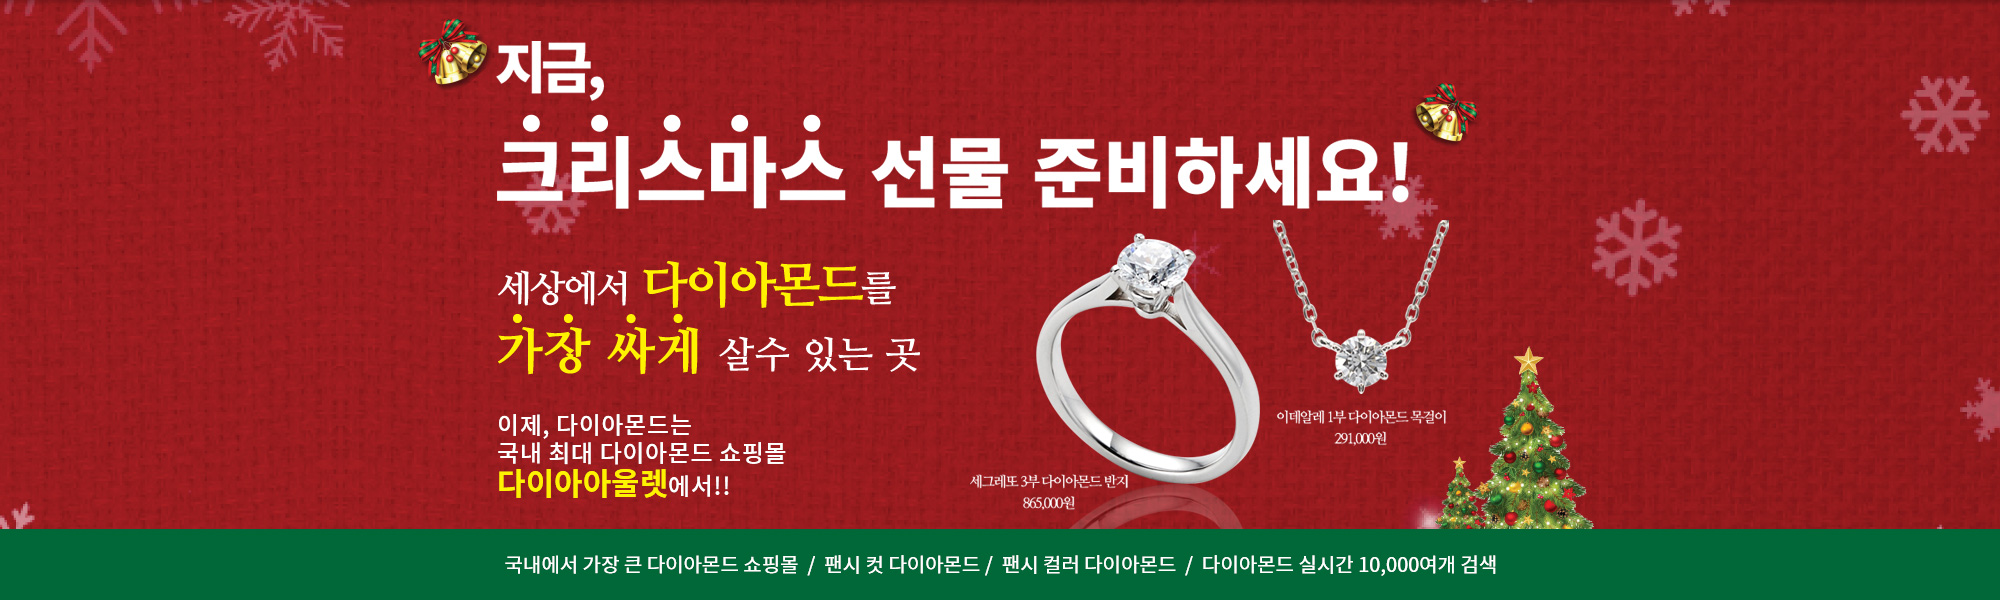 지금,
크리스마스 선물 준비하세요!
세상에서 다이아몬드를
가장 싸게 살수 있는 곳
이제, 다이아몬드는
국내 최대 다이아몬드 쇼핑몰
다이아아울렛에서!!
세그레또 3부 다이아몬드 반지
865,000원
이데알레 1부 다이아몬드 목걸이
291,000원
국내에서 가장 큰 다이아몬드 쇼핑몰 / 팬시 컷 다이아몬드 / 팬시 컬러 다이아몬드 / 다이아몬드 실시간 10,000여개 검색